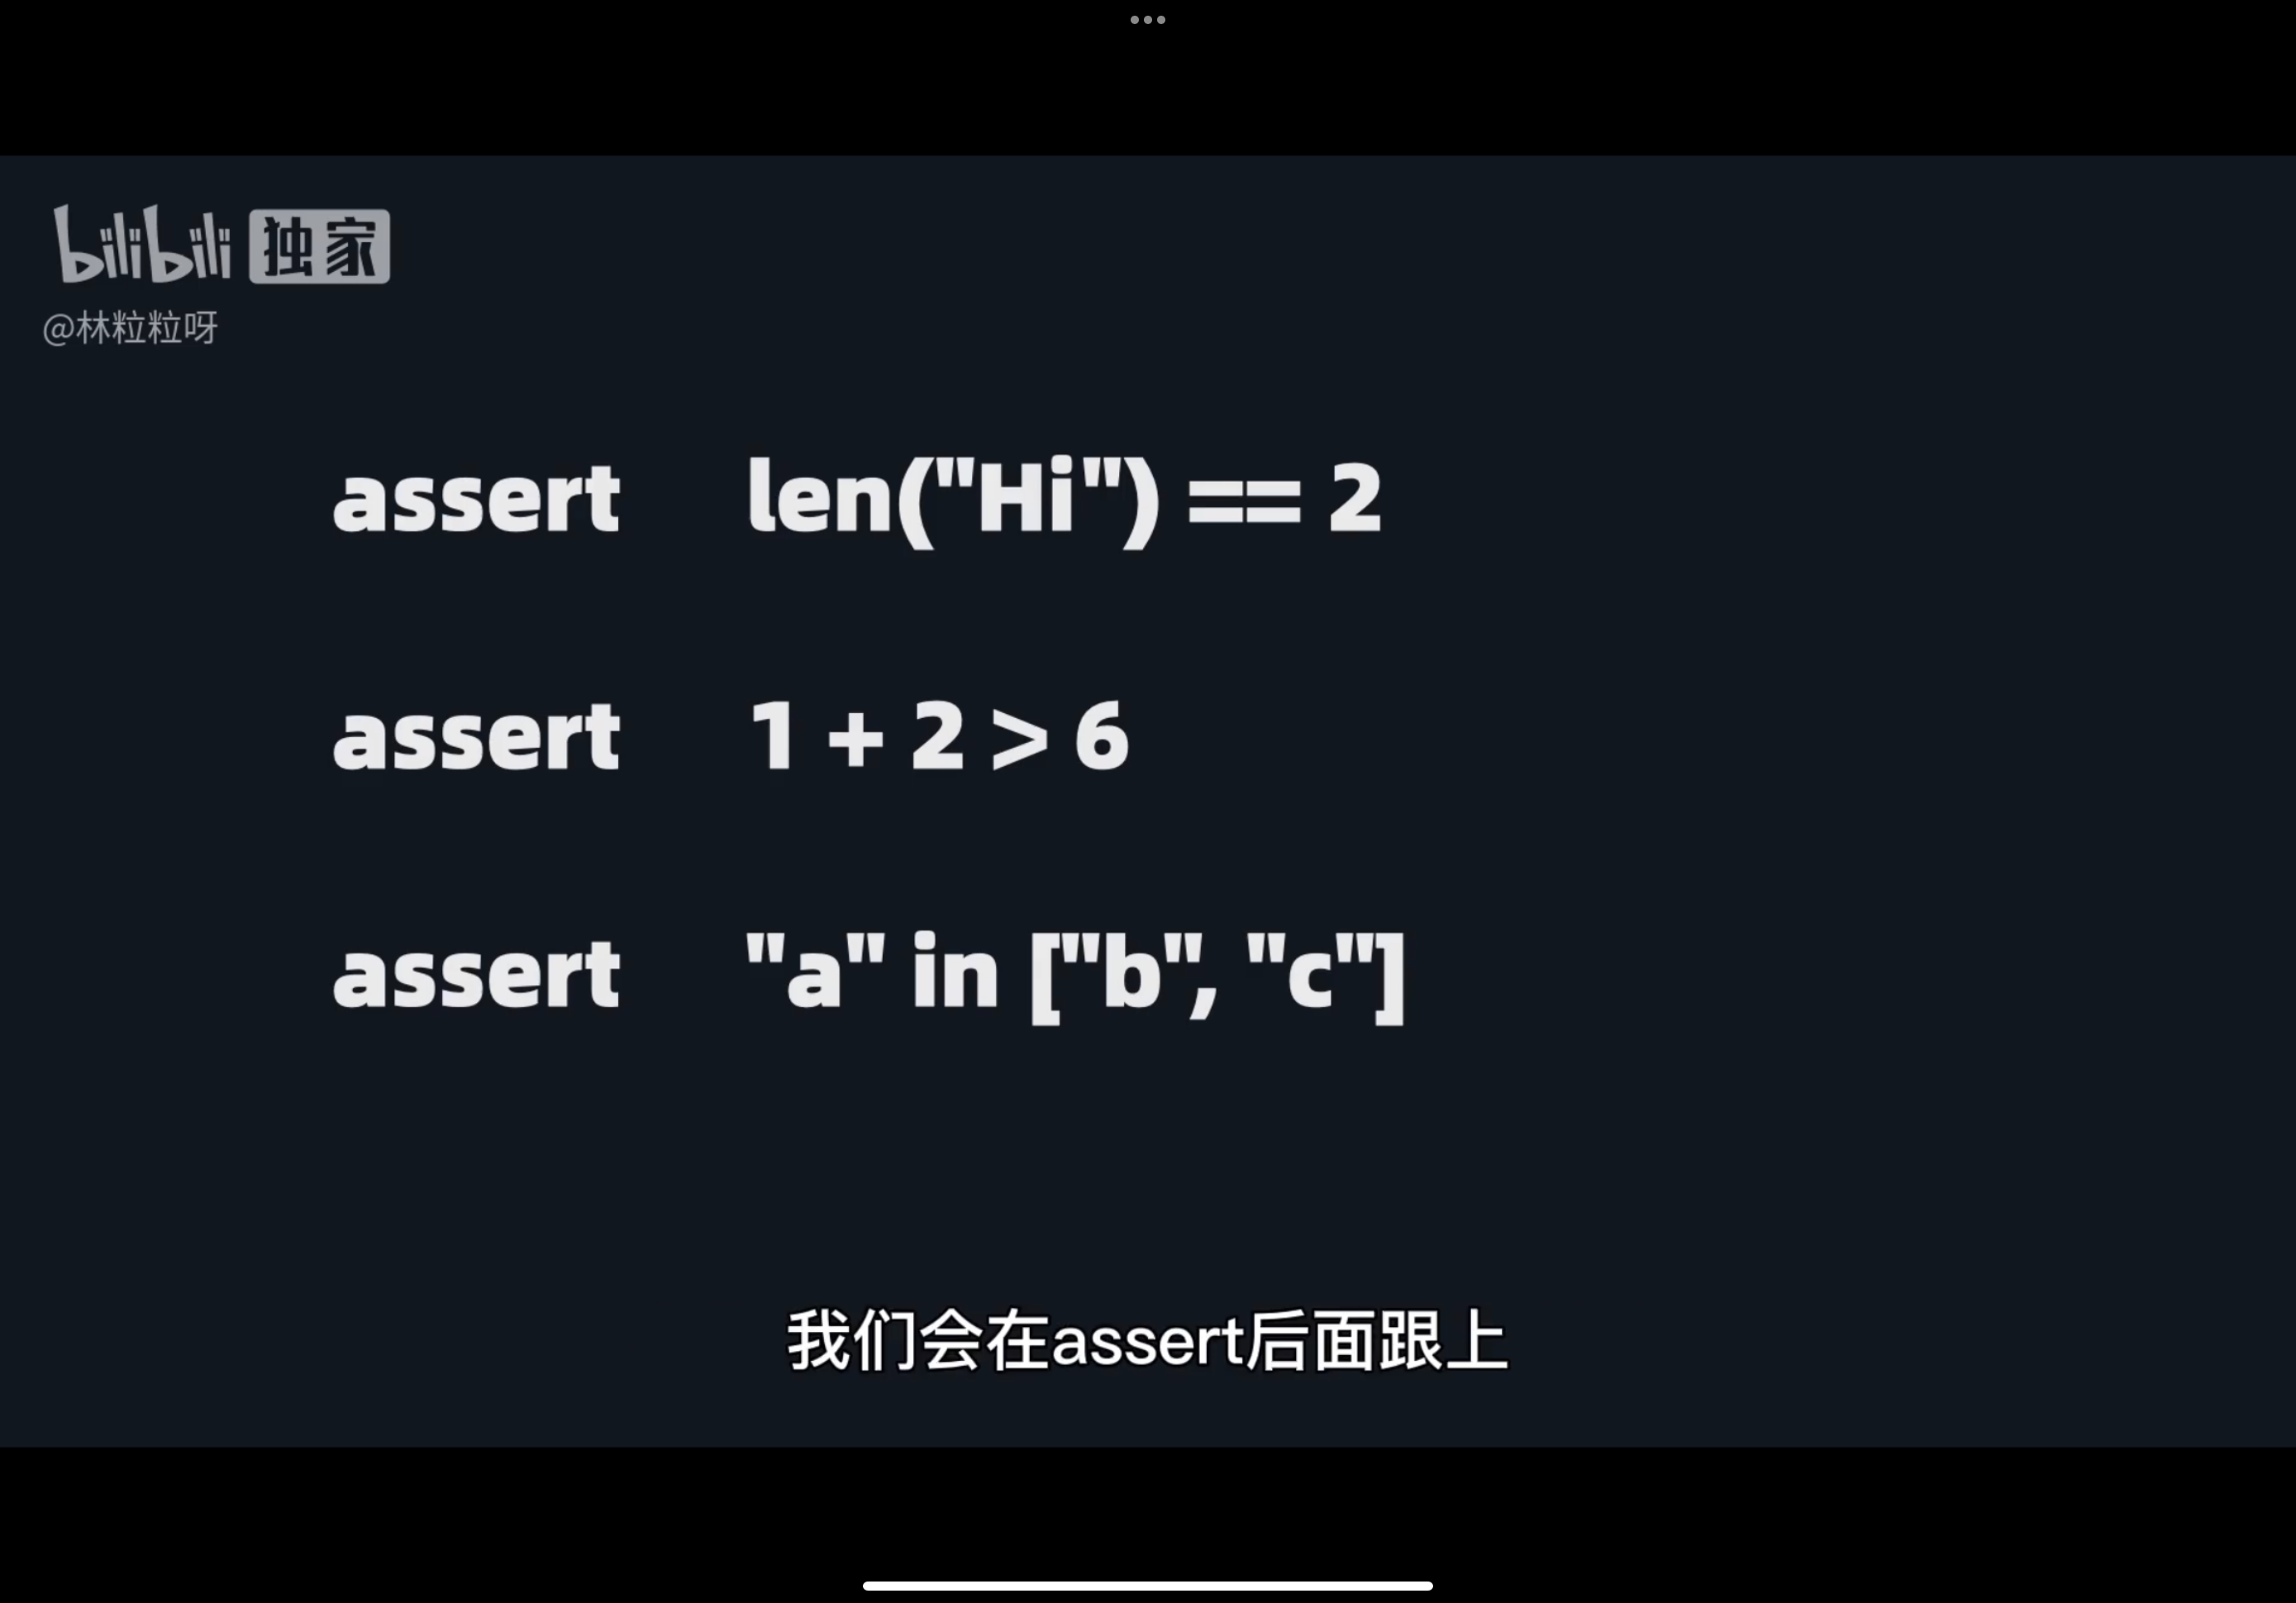 bilibili 独家
@林粒粒呀
assert len("Hi") == 2
assert 1 + 2 > 6
assert "a" in ["b", "c"]
我们会在assert后面跟上